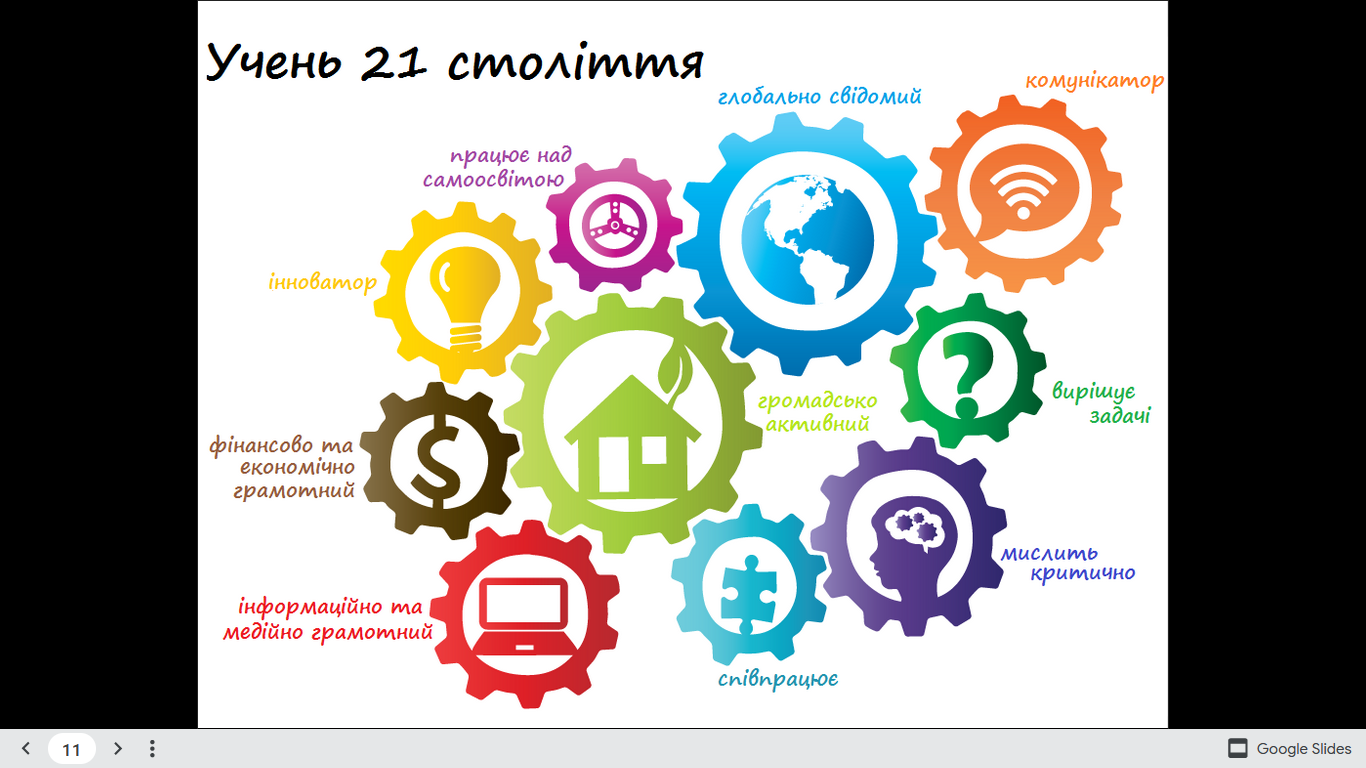 Учень 21 століття
комунікатор
глобально свідомий
працює над
самоосвітою
інноватор
громадсько
активний
вирішує
задачі
фінансово та
економічно
грамотний
мислить
критично
інформаційно та
медійно грамотний
співпрацює
11
Google Slides